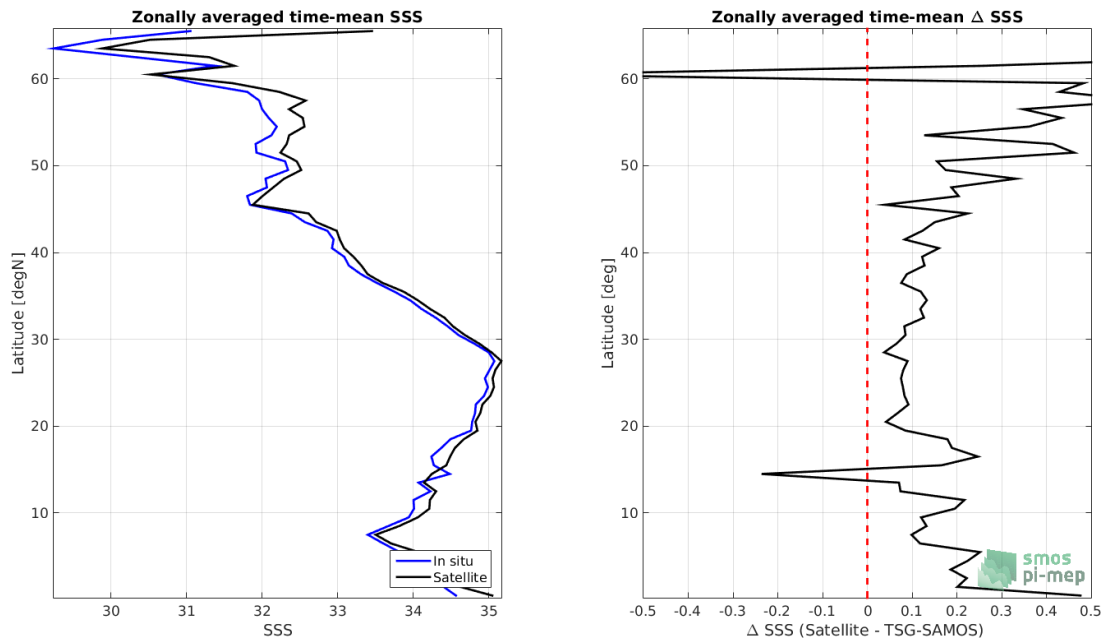 Zonally averaged time-mean SSS
60
50
40
30
20
10
Latitude [degN]
30
31
32
33
34
35
SSS
In situ
Satellite
Zonally averaged time-mean Δ SSS
60
50
40
30
20
10
Latitude [deg]
-0.5
-0.4
-0.3
-0.2
-0.1
0
0.1
0.2
0.3
0.4
0.5
Δ SSS (Satellite - TSG-SAMOS)
smos
pi-mep